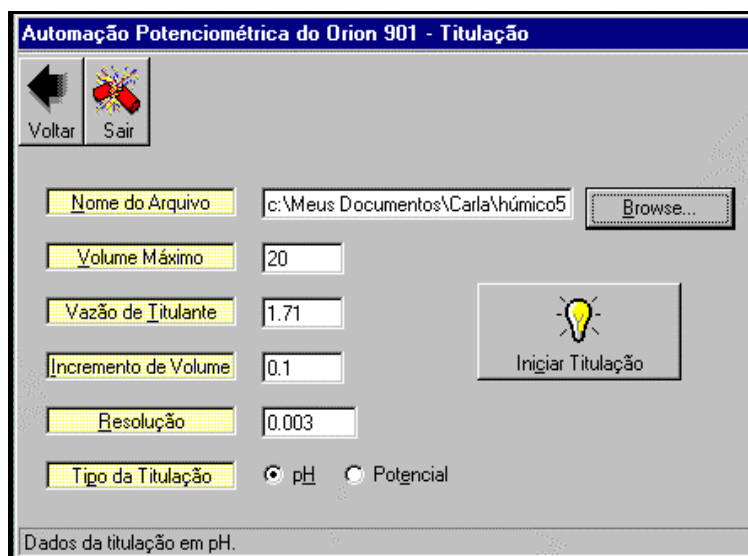 Automação Potenciométrica do Orion 901 - Titulação
Voltar Sair
Nome do Arquivo c:\Meus Documentos\Carla\húmico5 Browse...
Volume Máximo 20
Vazão de Titulante 1.71
Incremento de Volume 0.1
Iniciar Titulação
Resolução 0.003
Tipo da Titulação pH Potencial
Dados da titulação em pH.